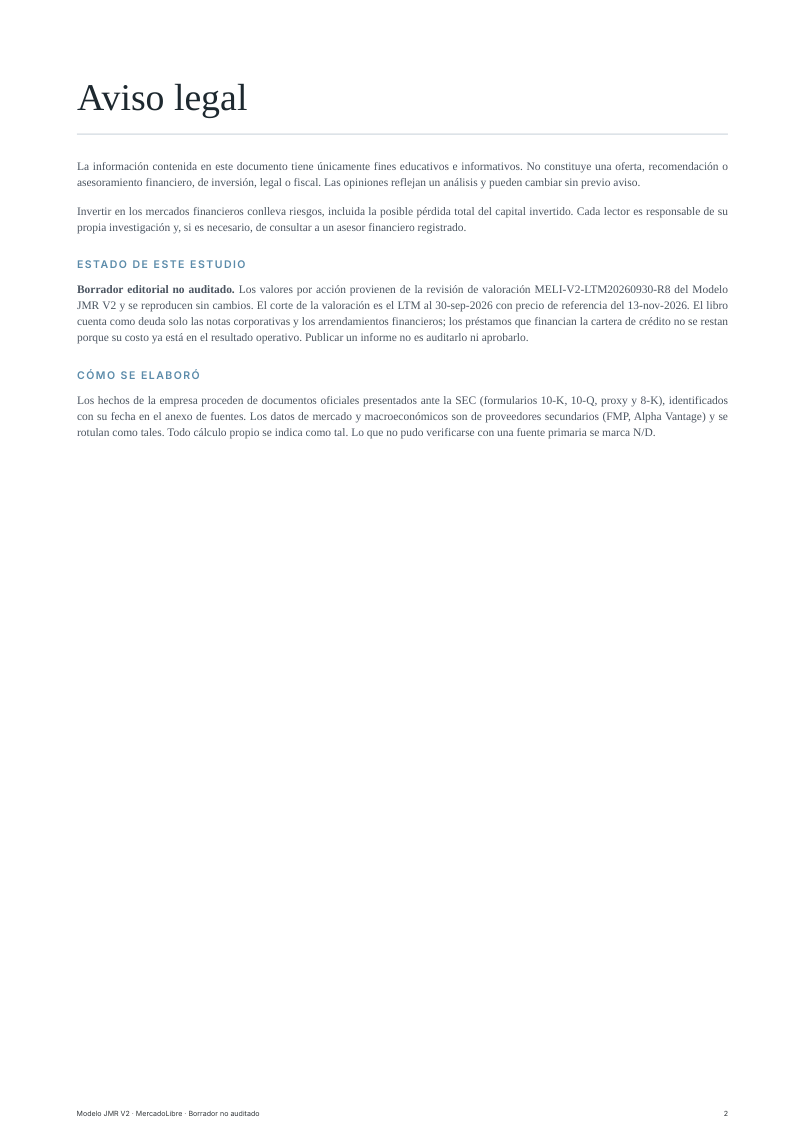 Aviso legal
La información contenida en este documento tiene únicamente fines educativos e informativos. No constituye una oferta, recomendación o
asesoramiento financiero, de inversión, legal o fiscal. Las opiniones reflejan un análisis y pueden cambiar sin previo aviso.
Invertir en los mercados financieros conlleva riesgos, incluida la posible pérdida total del capital invertido. Cada lector es responsable de su
propia investigación y, si es necesario, de consultar a un asesor financiero registrado.
ESTADO DE ESTE ESTUDIO
Borrador editorial no auditado. Los valores por acción provienen de la revisión de valoración MELI-V2-LTM20260930-R8 del Modelo
JMR V2 y se reproducen sin cambios. El corte de la valoración es el LTM al 30-sep-2026 con precio de referencia del 13-nov-2026. El libro
cuenta como deuda solo las notas corporativas y los arrendamientos financieros; los préstamos que financian la cartera de crédito no se restan
porque su costo ya está en el resultado operativo. Publicar un informe no es auditarlo ni aprobarlo.
CÓMO SE ELABORÓ
Los hechos de la empresa proceden de documentos oficiales presentados ante la SEC (formularios 10-K, 10-Q, proxy y 8-K), identificados
con su fecha en el anexo de fuentes. Los datos de mercado y macroeconómicos son de proveedores secundarios (FMP, Alpha Vantage) y se
rotulan como tales. Todo cálculo propio se indica como tal. Lo que no pudo verificarse con una fuente primaria se marca N/D.
Modelo JMR V2 · MercadoLibre · Borrador no auditado
2